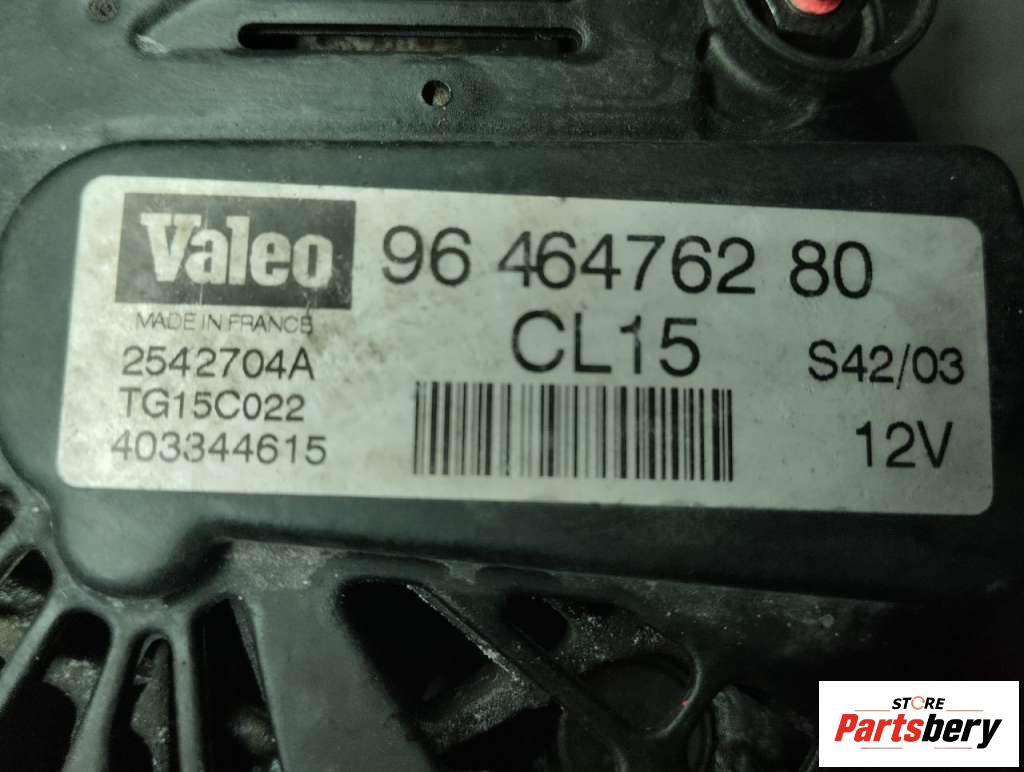 Valeo
96 464762 80
MADE IN FRANCE
CL15
2542704A
S42/03
TG15C022
403344615
12V
STORE
Partsbery